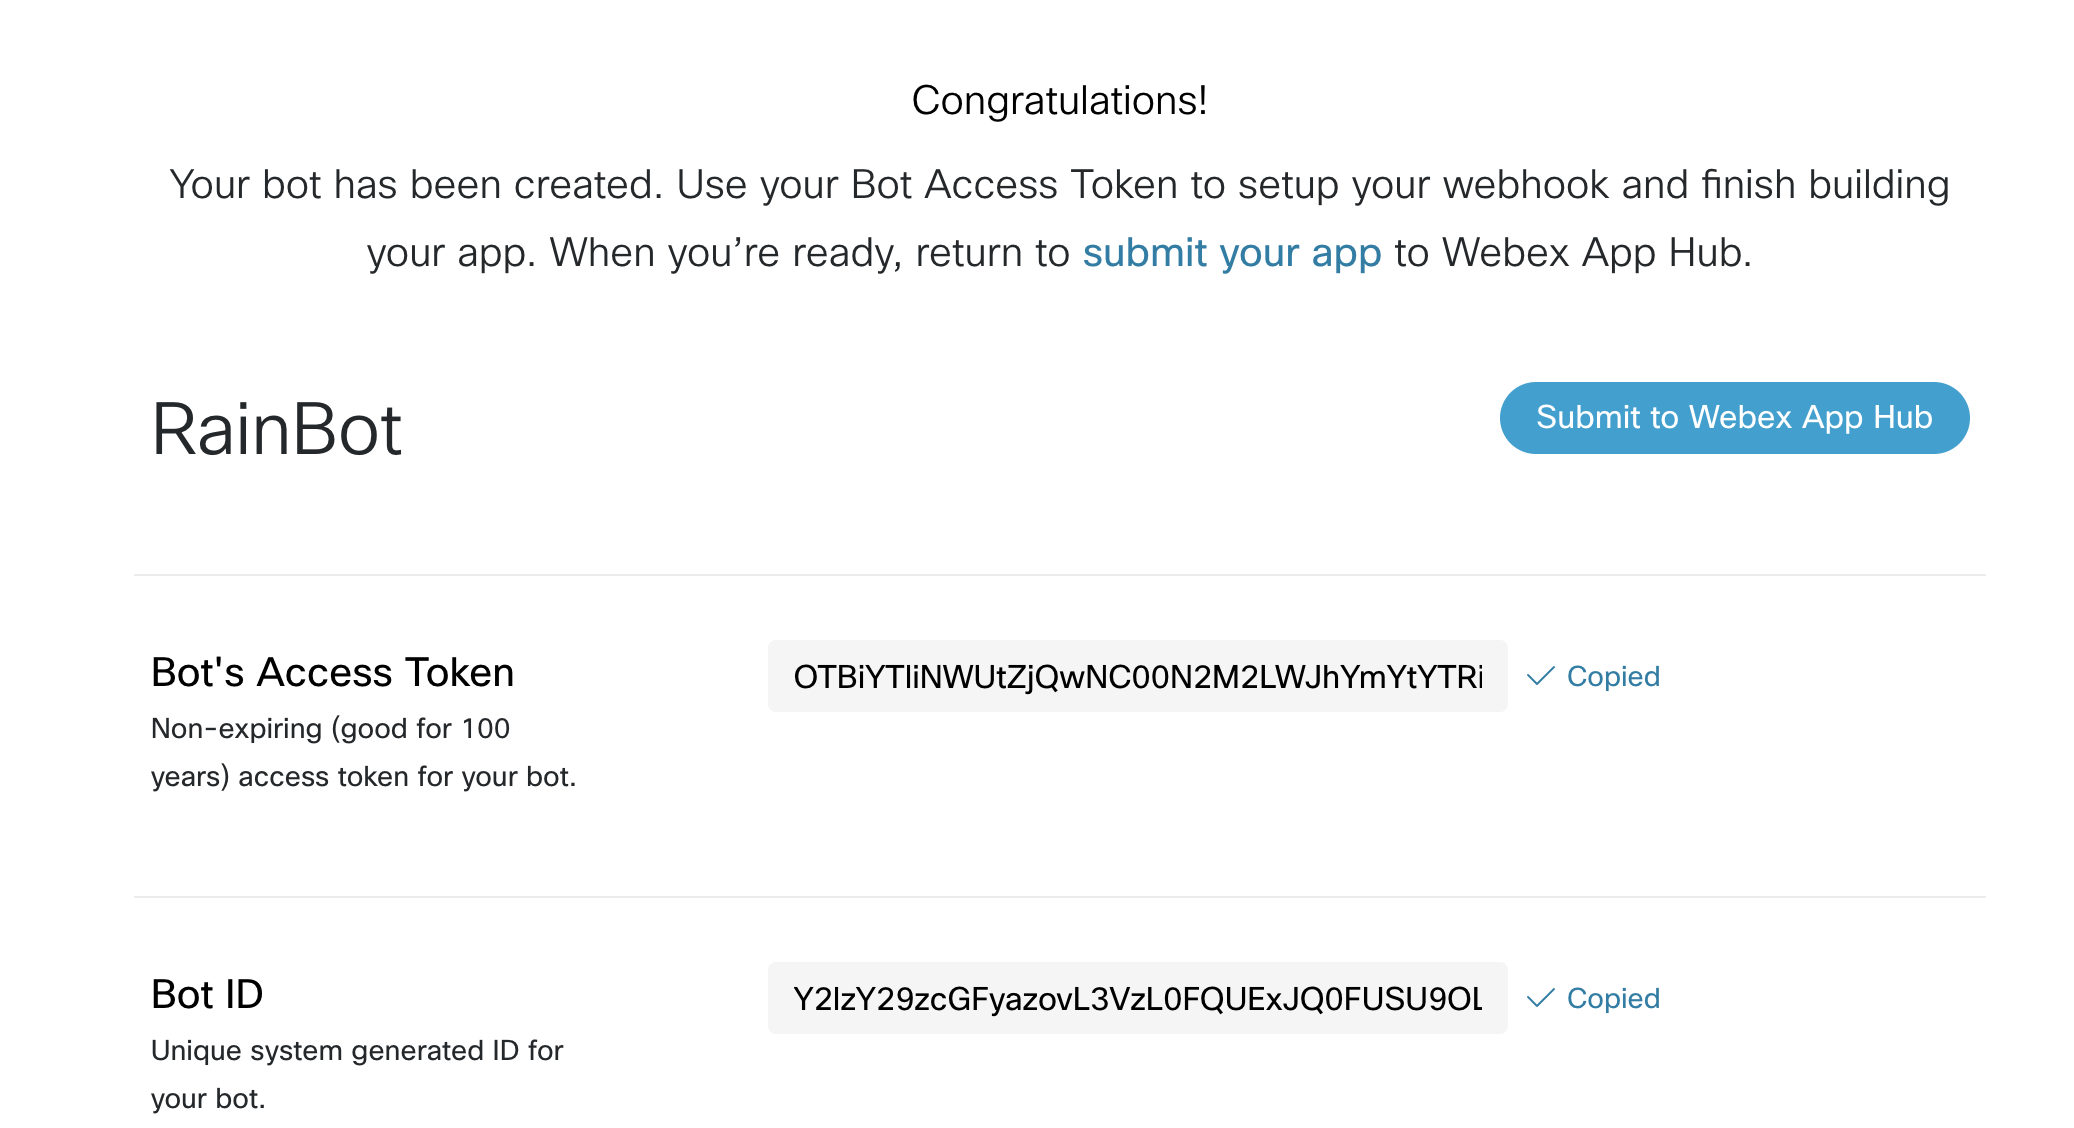 Congratulations!
Your bot has been created. Use your Bot Access Token to setup your webhook and finish building
your app. When you’re ready, return to submit your app to Webex App Hub.
RainBot
Submit to Webex App Hub
Bot's Access Token
OTBiYTliNWUtZjQwNC00N2M2LWJhYmYtYTRi
Copied
Non-expiring (good for 100
years) access token for your bot.
Bot ID
Y2lzY29zcGFyazovL3VzL0FQUExJQ0FUSU9OL
Copied
Unique system generated ID for
your bot.